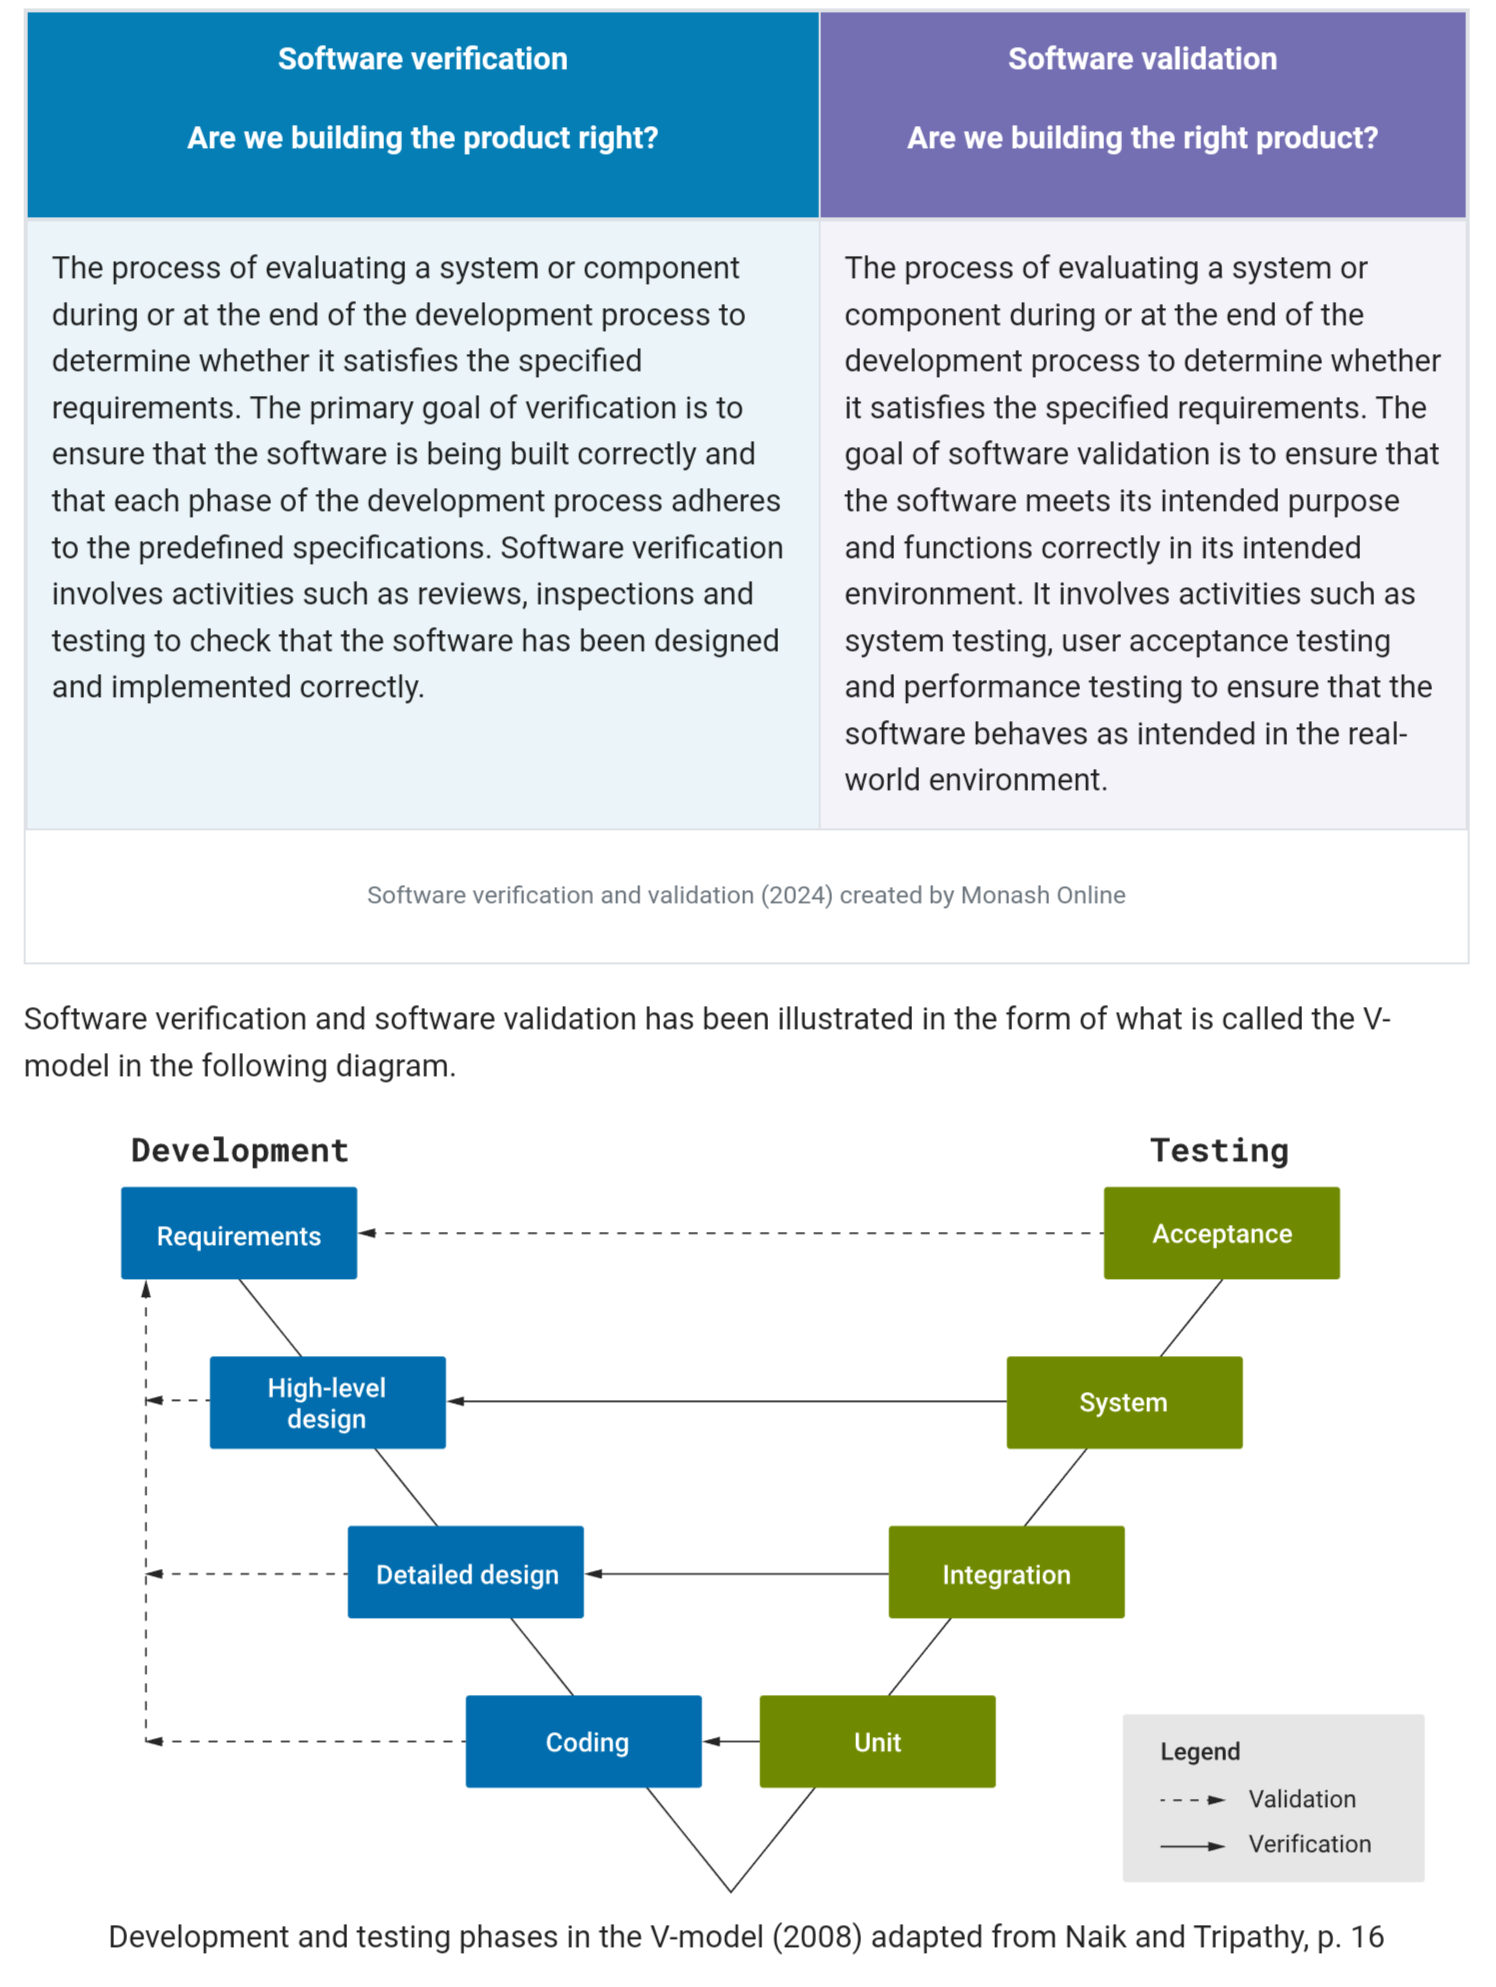 Software verification
Are we building the product right?
Software validation
Are we building the right product?
The process of evaluating a system or component
during or at the end of the development process to
determine whether it satisfies the specified
requirements. The primary goal of verification is to
ensure that the software is being built correctly and
that each phase of the development process adheres
to the predefined specifications. Software verification
involves activities such as reviews, inspections and
testing to check that the software has been designed
and implemented correctly.
The process of evaluating a system or
component during or at the end of the
development process to determine whether
it satisfies the specified requirements. The
goal of software validation is to ensure that
the software meets its intended purpose
and functions correctly in its intended
environment. It involves activities such as
system testing, user acceptance testing
and performance testing to ensure that the
software behaves as intended in the real-
world environment.
Software verification and validation (2024) created by Monash Online
Software verification and software validation has been illustrated in the form of what is called the V-
model in the following diagram.
Development
Testing
Requirements
Acceptance
High-level
design
System
Detailed design
Integration
Coding
Unit
Legend
Validation
Verification
Development and testing phases in the V-model (2008) adapted from Naik and Tripathy, p. 16